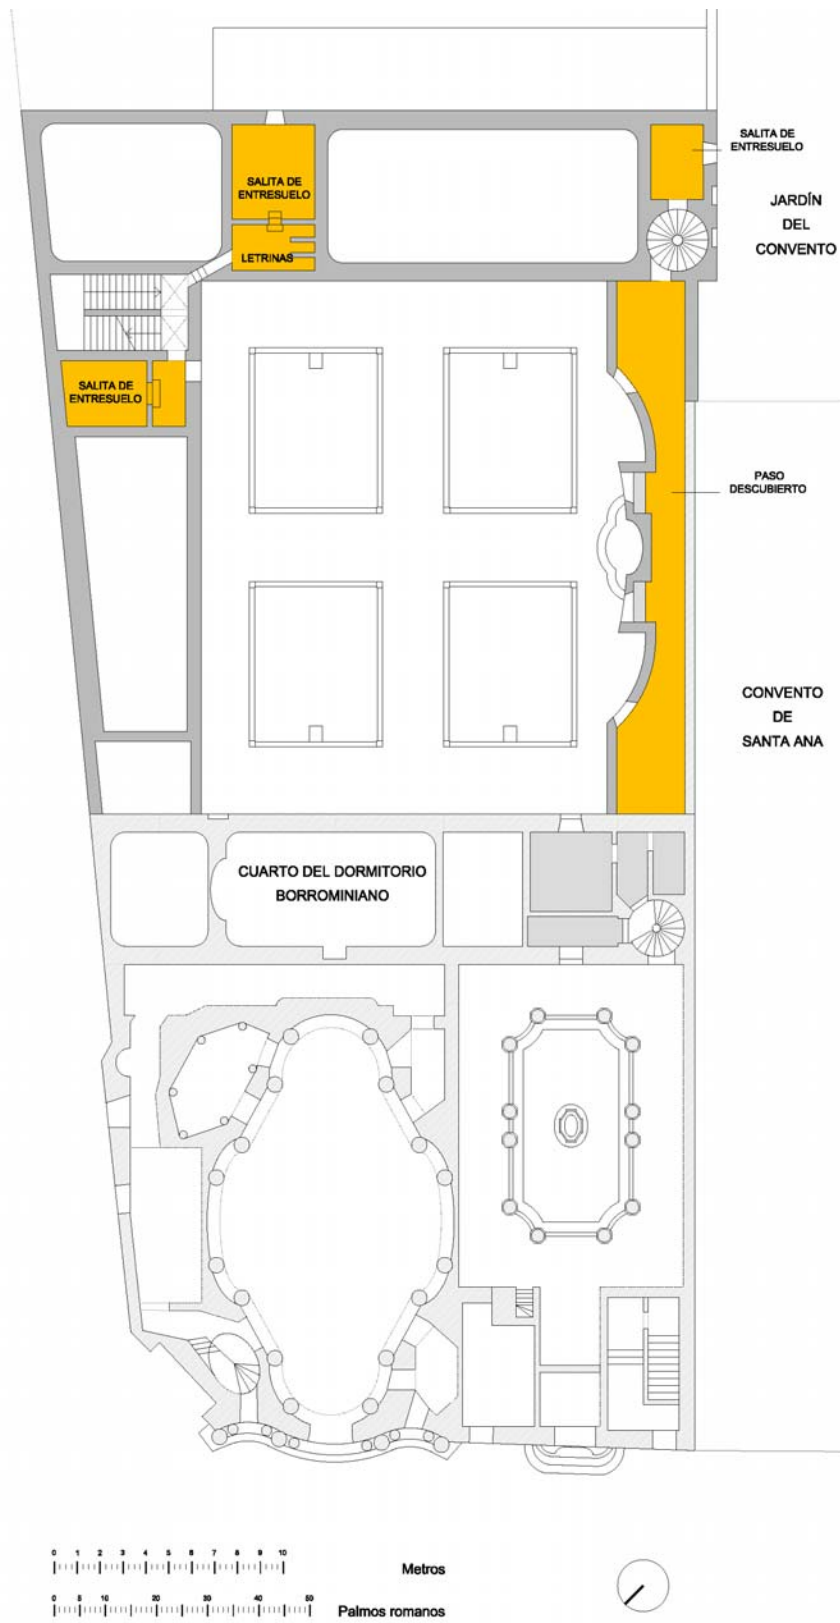 SALITA DE
ENTRESUELO
JARDÍN
DEL
CONVENTO
SALITA DE
ENTRESUELO
LETRINAS
SALITA DE
ENTRESUELO
PASO
DESCUBIERTO
CONVENTO
DE
SANTA ANA
CUARTO DEL DORMITORIO
BORROMINIANO
0 1 2 3 4 5 6 7 8 9 10
Metros
0 5 10 20 30 40 50
Palmos romanos